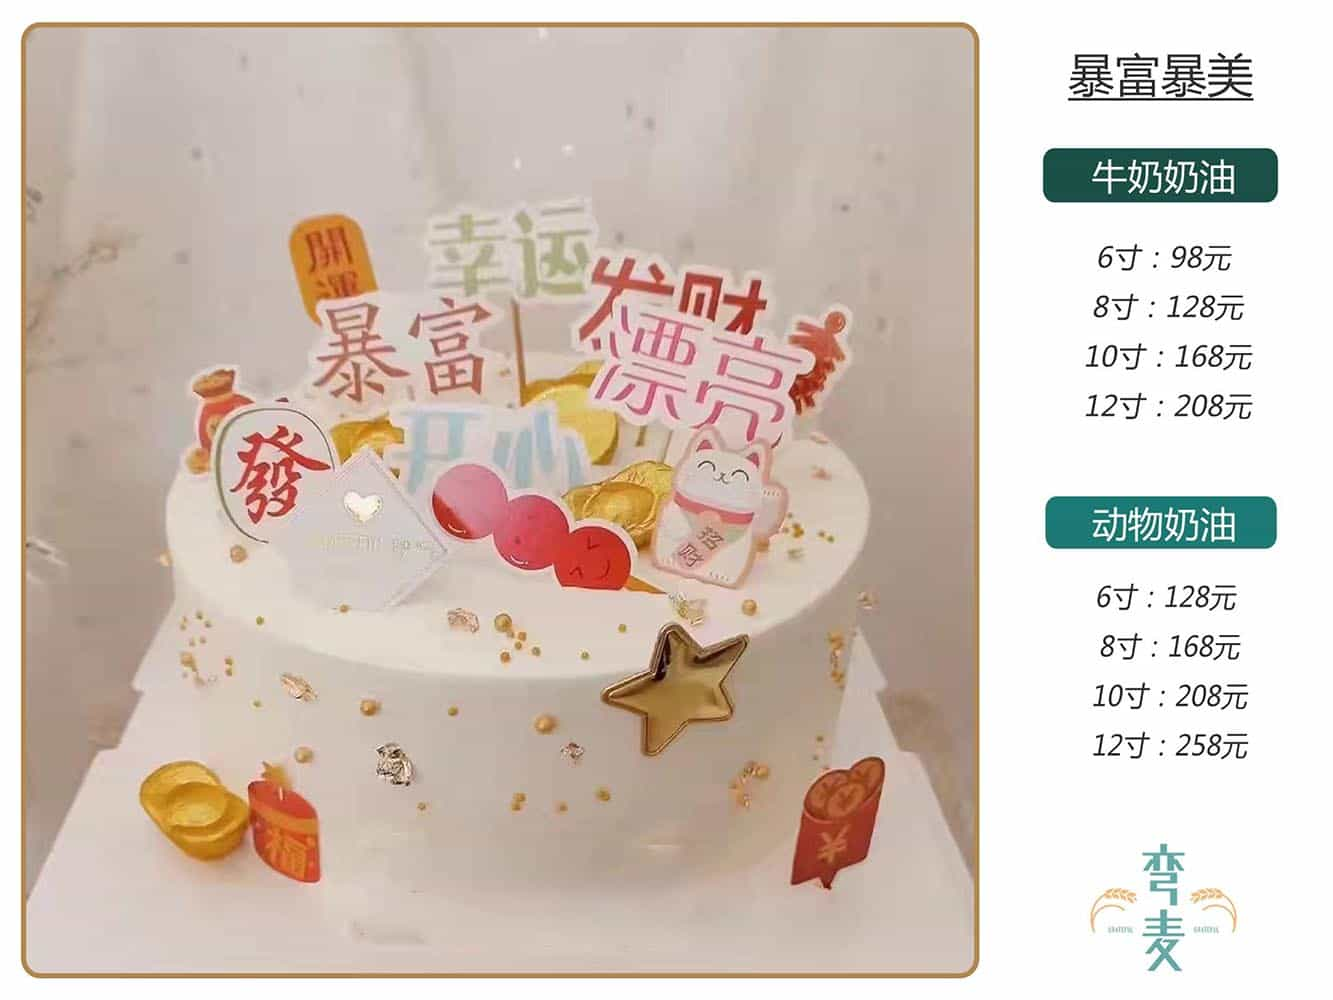 暴富暴美
牛奶奶油
6寸：98元
8寸：128元
10寸：168元
12寸：208元
动物奶油
6寸：128元
8寸：168元
10寸：208元
12寸：258元
弯麦
GRATEFUL GRATEFUL
開運
幸运
发财
暴富
漂亮
开心
發
招财
福
大